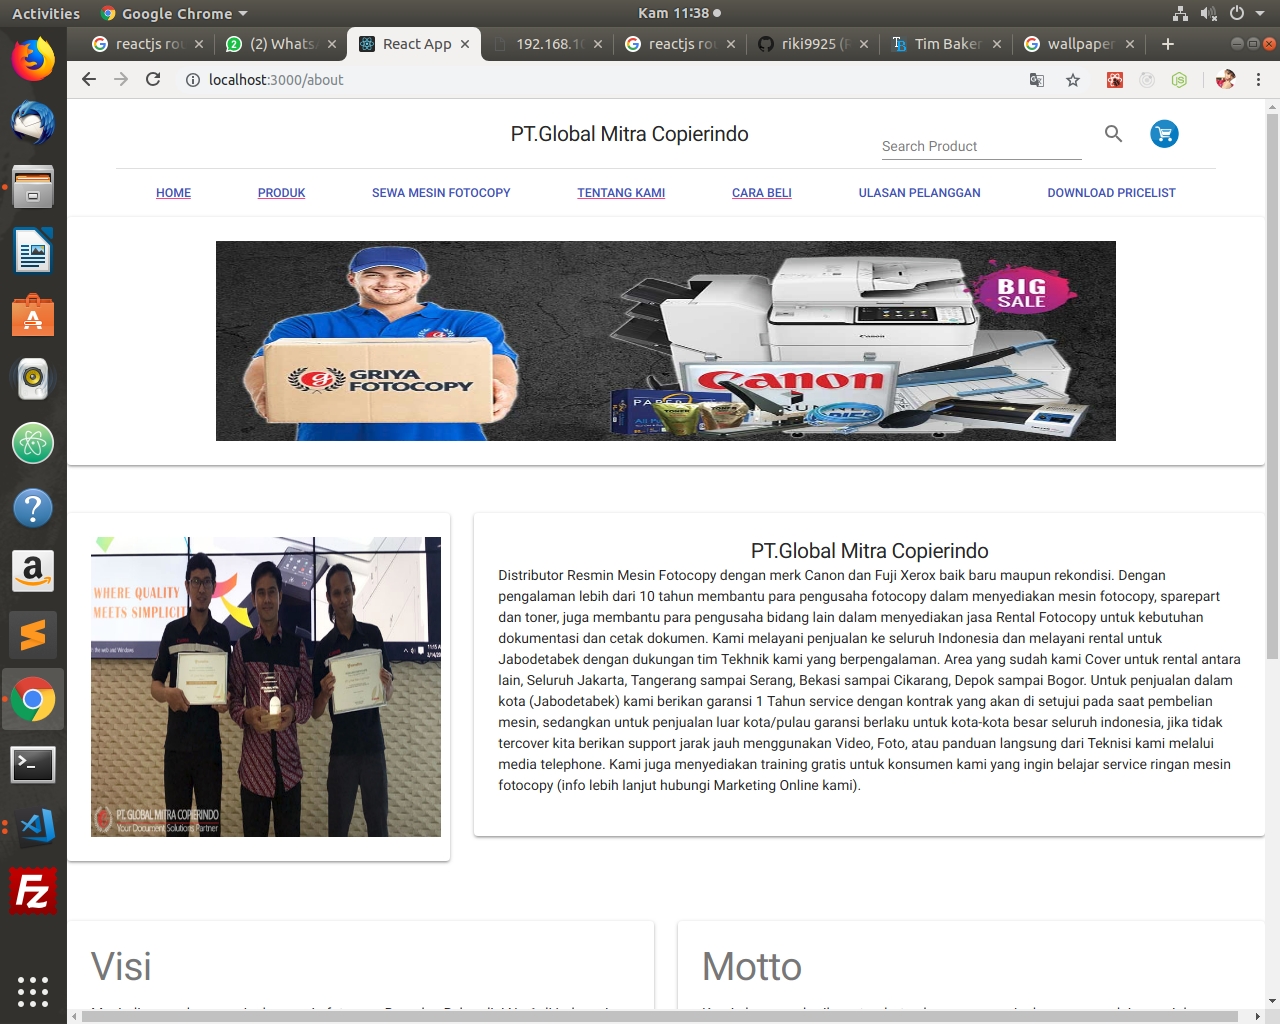 Activities
Google Chrome
Kam 11:38
reactjs rou
(2) WhatsA
React App
192.168.10
reactjs rou
riki9925 (R
Tim Baker
wallpaper
localhost:3000/about
PT.Global Mitra Copierindo
Search Product
HOME
PRODUK
SEWA MESIN FOTOCOPY
TENTANG KAMI
CARA BELI
ULASAN PELANGGAN
DOWNLOAD PRICELIST
GRIYA
FOTOCOPY
BIG
SALE
Canon
PAPER
WHERE QUALITY
MEETS SIMPLICIT
PT. GLOBAL MITRA COPIERINDO
Your Document Solutions Partner
PT.Global Mitra Copierindo
Distributor Resmin Mesin Fotocopy dengan merk Canon dan Fuji Xerox baik baru maupun rekondisi. Dengan
pengalaman lebih dari 10 tahun membantu para pengusaha fotocopy dalam menyediakan mesin fotocopy, sparepart
dan toner, juga membantu para pengusaha bidang lain dalam menyediakan jasa Rental Fotocopy untuk kebutuhan
dokumentasi dan cetak dokumen. Kami melayani penjualan ke seluruh Indonesia dan melayani rental untuk
Jabodetabek dengan dukungan tim Tekhnik kami yang berpengalaman. Area yang sudah kami Cover untuk rental antara
lain, Seluruh Jakarta, Tangerang sampai Serang, Bekasi sampai Cikarang, Depok sampai Bogor. Untuk penjualan dalam
kota (Jabodetabek) kami berikan garansi 1 Tahun service dengan kontrak yang akan di setujui pada saat pembelian
mesin, sedangkan untuk penjualan luar kota/pulau garansi berlaku untuk kota-kota besar seluruh indonesia, jika tidak
tercover kita berikan support jarak jauh menggunakan Video, Foto, atau panduan langsung dari Teknisi kami melalui
media telephone. Kami juga menyediakan training gratis untuk konsumen kami yang ingin belajar service ringan mesin
fotocopy (info lebih lanjut hubungi Marketing Online kami).
Visi
Motto